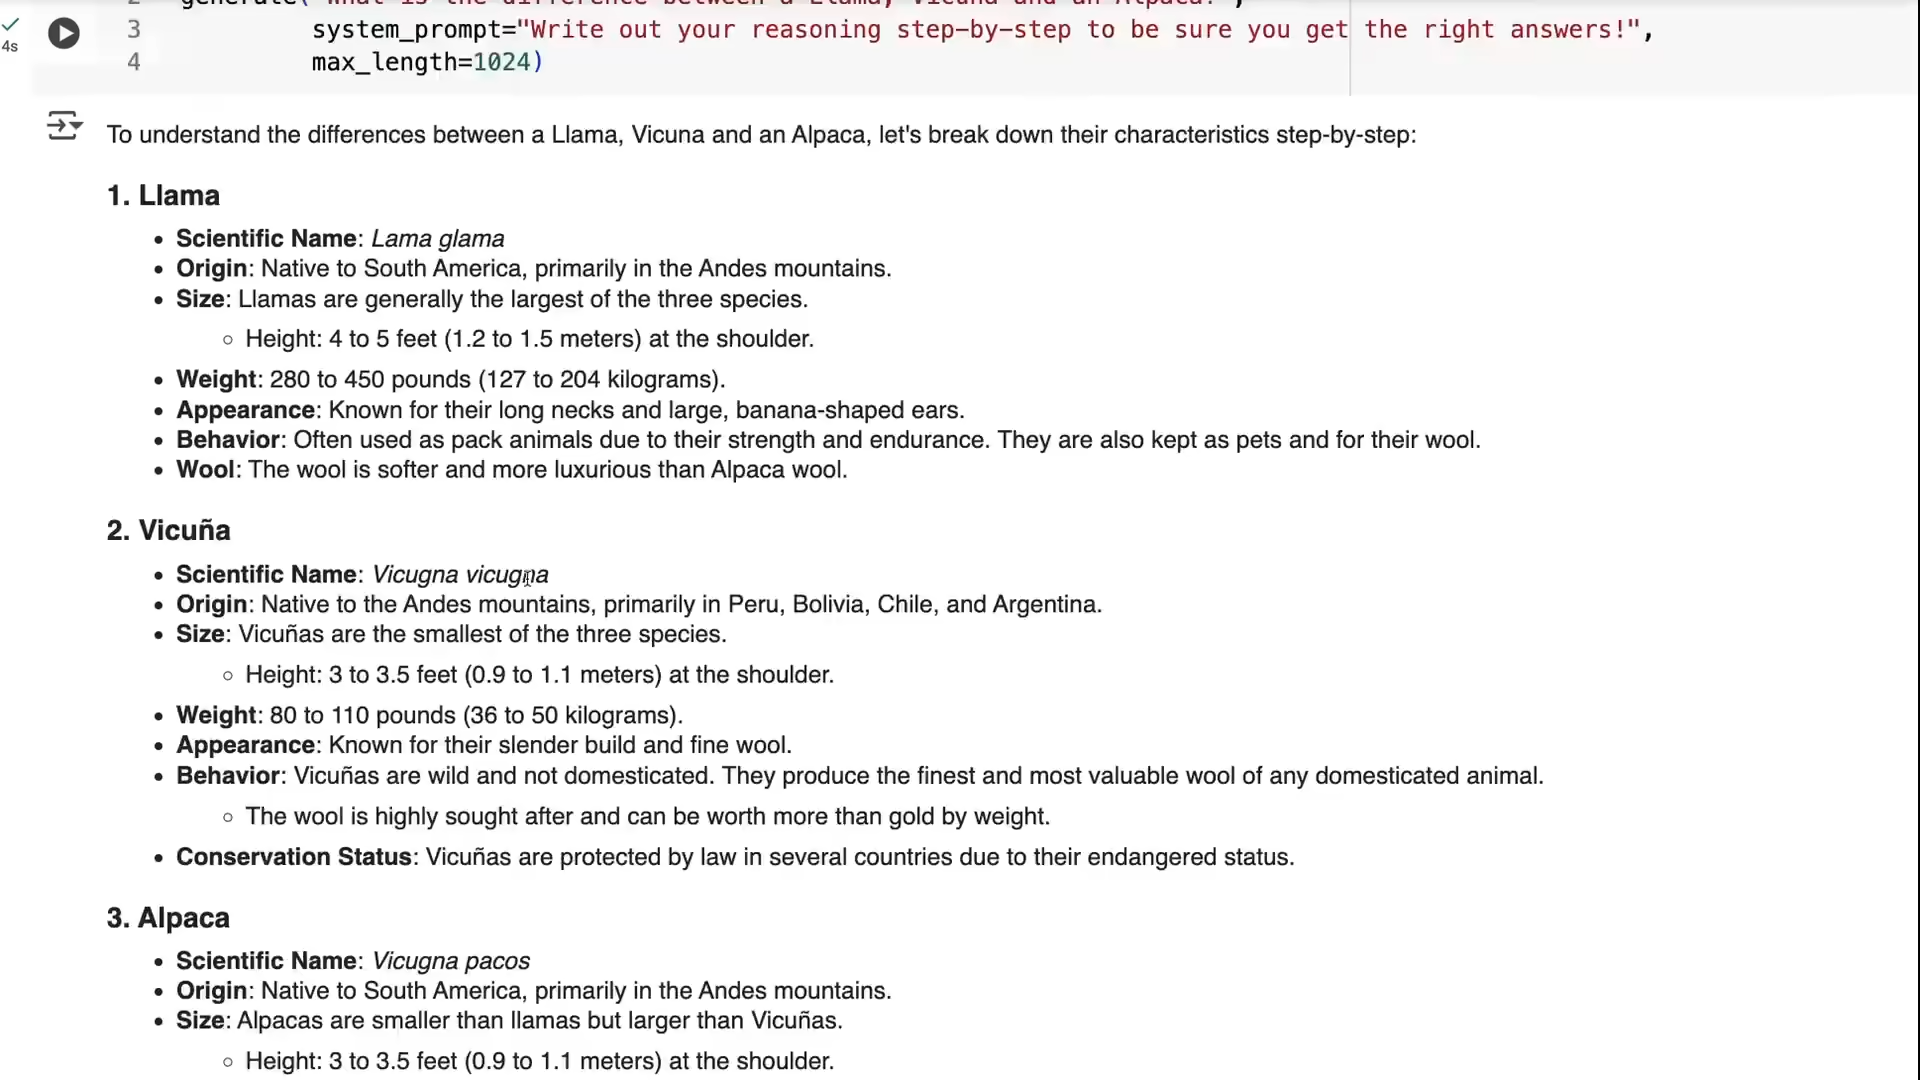 4s
3 system_prompt="Write out your reasoning step-by-step to be sure you get the right answers!",
4 max_length=1024)
To understand the differences between a Llama, Vicuna and an Alpaca, let's break down their characteristics step-by-step:
1. Llama
• Scientific Name: Lama glama
• Origin: Native to South America, primarily in the Andes mountains.
• Size: Llamas are generally the largest of the three species.
◦ Height: 4 to 5 feet (1.2 to 1.5 meters) at the shoulder.
• Weight: 280 to 450 pounds (127 to 204 kilograms).
• Appearance: Known for their long necks and large, banana-shaped ears.
• Behavior: Often used as pack animals due to their strength and endurance. They are also kept as pets and for their wool.
• Wool: The wool is softer and more luxurious than Alpaca wool.
2. Vicuña
• Scientific Name: Vicugna vicugna
• Origin: Native to the Andes mountains, primarily in Peru, Bolivia, Chile, and Argentina.
• Size: Vicuñas are the smallest of the three species.
◦ Height: 3 to 3.5 feet (0.9 to 1.1 meters) at the shoulder.
• Weight: 80 to 110 pounds (36 to 50 kilograms).
• Appearance: Known for their slender build and fine wool.
• Behavior: Vicuñas are wild and not domesticated. They produce the finest and most valuable wool of any domesticated animal.
◦ The wool is highly sought after and can be worth more than gold by weight.
• Conservation Status: Vicuñas are protected by law in several countries due to their endangered status.
3. Alpaca
• Scientific Name: Vicugna pacos
• Origin: Native to South America, primarily in the Andes mountains.
• Size: Alpacas are smaller than llamas but larger than Vicuñas.
◦ Height: 3 to 3.5 feet (0.9 to 1.1 meters) at the shoulder.